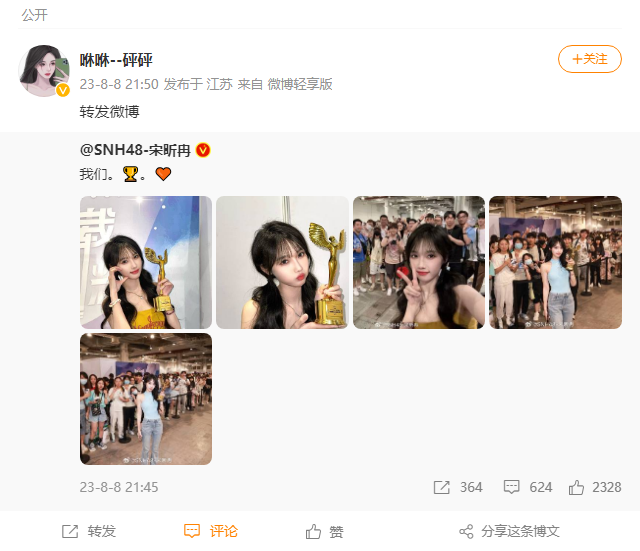 公开
咻咻--砰砰
+关注
23-8-8 21:50 发布于 江苏 来自 微博轻享版
转发微博
@SNH48-宋昕冉
我们。🏆。🧡
载
23-8-8 21:45
364
624
2328
转发
评论
赞
分享这条博文